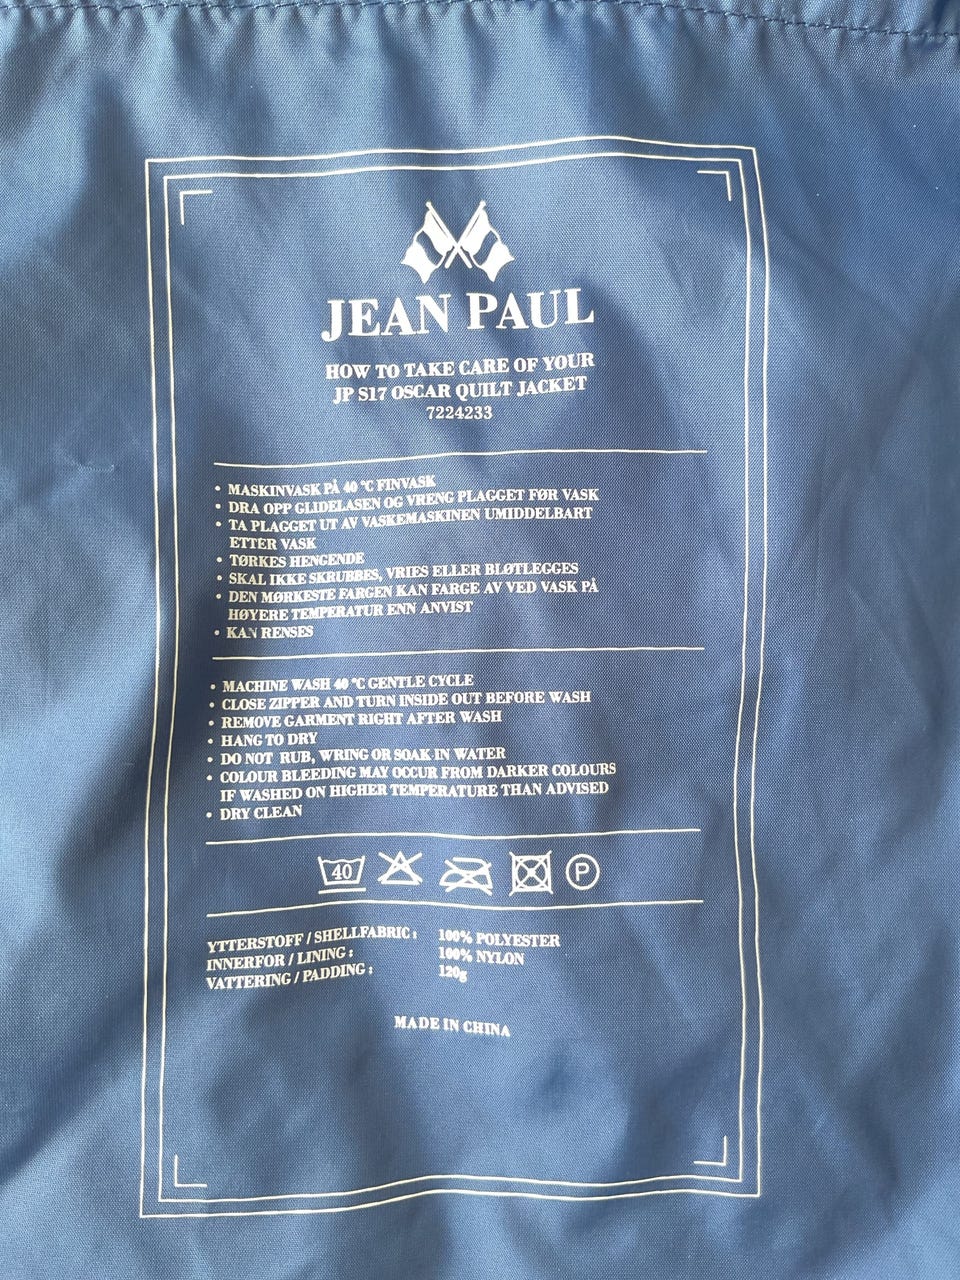 JEAN PAUL
HOW TO TAKE CARE OF YOUR
JP S17 OSCAR QUILT JACKET
7224233
• MASKINVASK PÅ 40 °C FINVASK
• DRA OPP GLIDELASEN OG VRENG PLAGGET FØR VASK
• TA PLAGGET UT AV VASKEMASKINEN UMIDDELBART
ETTER VASK
• TØRKES HENGENDE
• SKAL IKKE SKRUBBES, VRIES ELLER BLØTLEGGES
• DEN MØRKESTE FARGEN KAN FARGE AV VED VASK PÅ
HØYERE TEMPERATUR ENN ANVIST
• KAN RENSES
• MACHINE WASH 40 °C GENTLE CYCLE
• CLOSE ZIPPER AND TURN INSIDE OUT BEFORE WASH
• REMOVE GARMENT RIGHT AFTER WASH
• HANG TO DRY
• DO NOT RUB, WRING OR SOAK IN WATER
• COLOUR BLEEDING MAY OCCUR FROM DARKER COLOURS
IF WASHED ON HIGHER TEMPERATURE THAN ADVISED
• DRY CLEAN
40 P
YTTERSTOFF / SHELLFABRIC : 100% POLYESTER
INNERFOR / LINING : 100% NYLON
VATTERING / PADDING : 120g
MADE IN CHINA